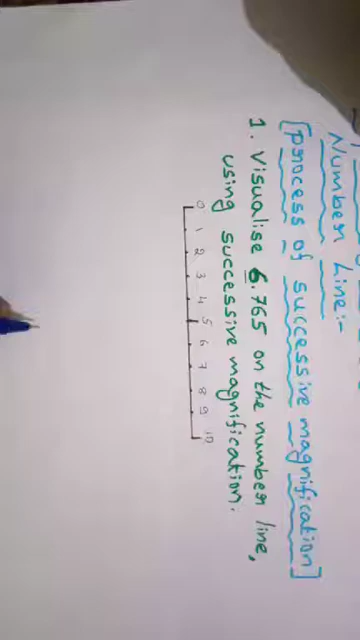 Number Line:-
[process of successive magnification]
1. Visualise 6.765 on the number line,
using successive magnification.
0 1 2 3 4 5 6 7 8 9 10